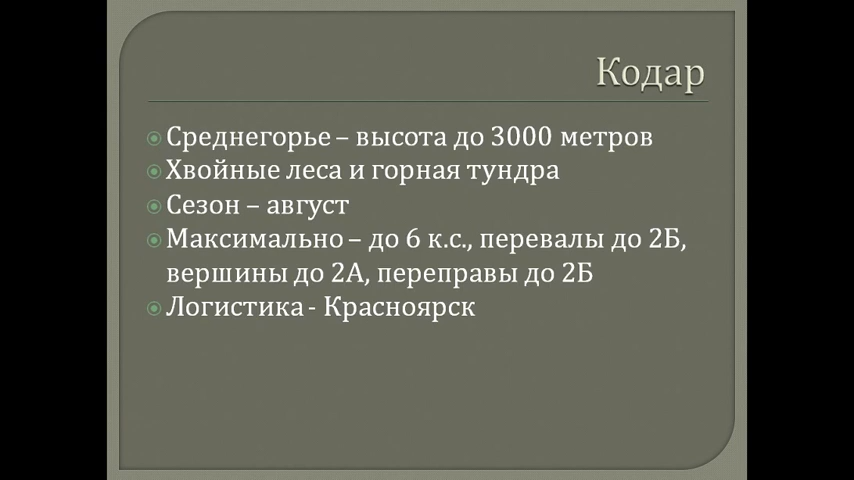 Кодар
Среднегорье – высота до 3000 метров
Хвойные леса и горная тундра
Сезон – август
Максимально – до 6 к.с., перевалы до 2Б,
вершины до 2А, переправы до 2Б
Логистика - Красноярск